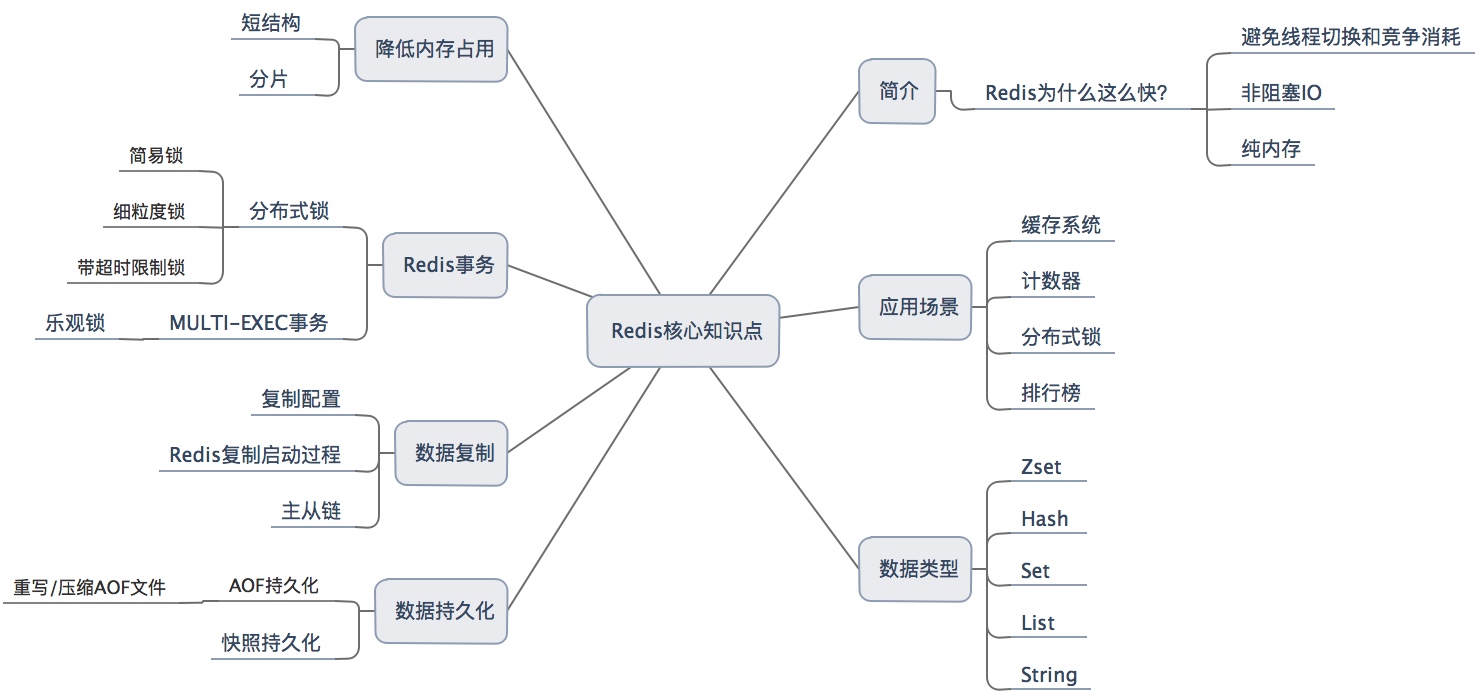 Redis核心知识点
简介
Redis为什么这么快?
避免线程切换和竞争消耗
非阻塞IO
纯内存
应用场景
缓存系统
计数器
分布式锁
排行榜
数据类型
Zset
Hash
Set
List
String
降低内存占用
短结构
分片
Redis事务
分布式锁
简易锁
细粒度锁
带超时限制锁
MULTI-EXEC事务
乐观锁
数据复制
复制配置
Redis复制启动过程
主从链
数据持久化
AOF持久化
重写/压缩AOF文件
快照持久化